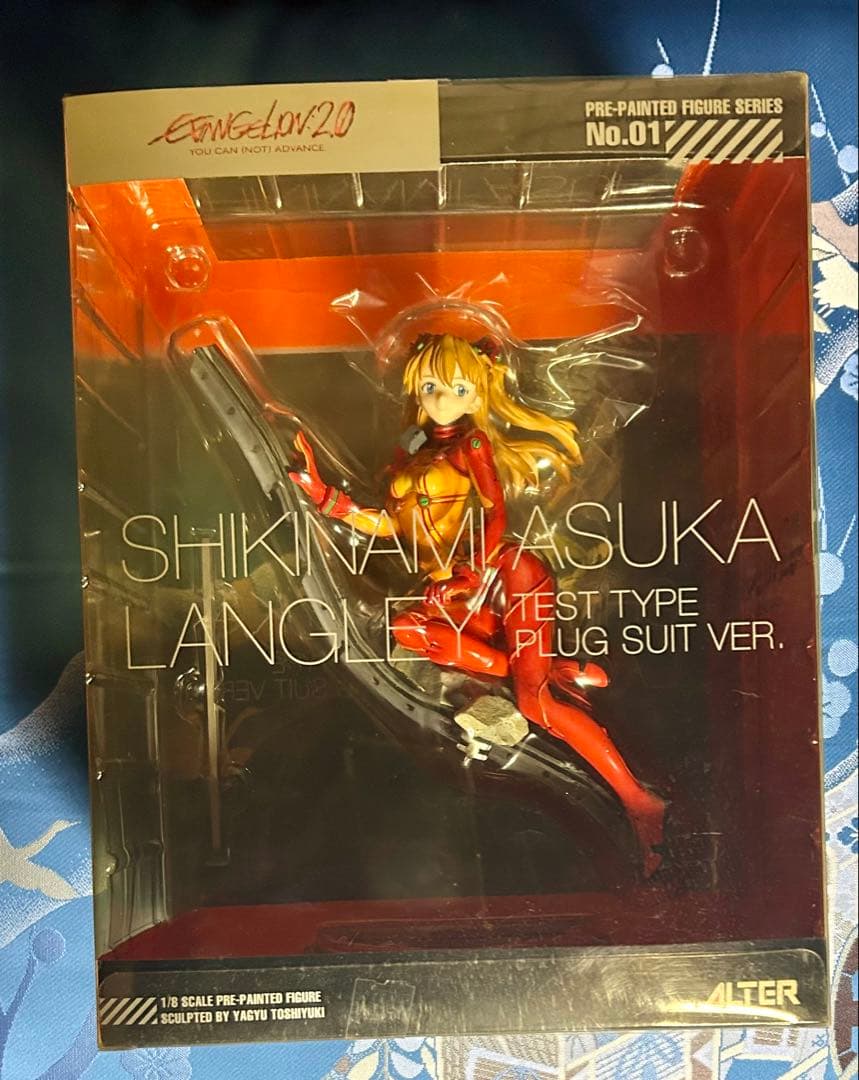 EVANGELION:2.0
YOU CAN (NOT) ADVANCE.
PRE-PAINTED FIGURE SERIES
No.01
SHIKINAMI ASUKA
LANGLEY TEST TYPE
PLUG SUIT VER.
1/8 SCALE PRE-PAINTED FIGURE
SCULPTED BY YAGYU TOSHIYUKI
ALTER